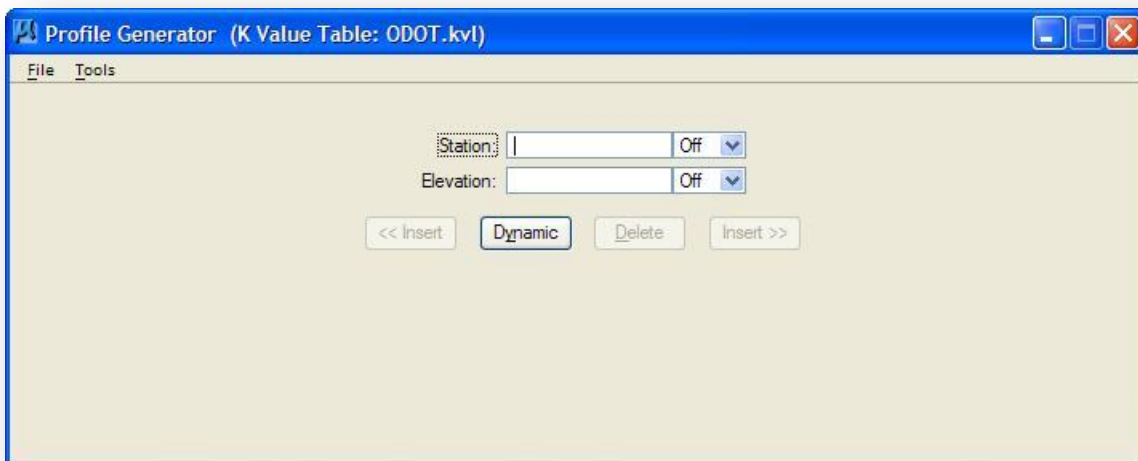 Profile Generator (K Value Table: ODOT.kvl)
File Tools
Station: Off
Elevation: Off
<< Insert Dynamic Delete Insert >>